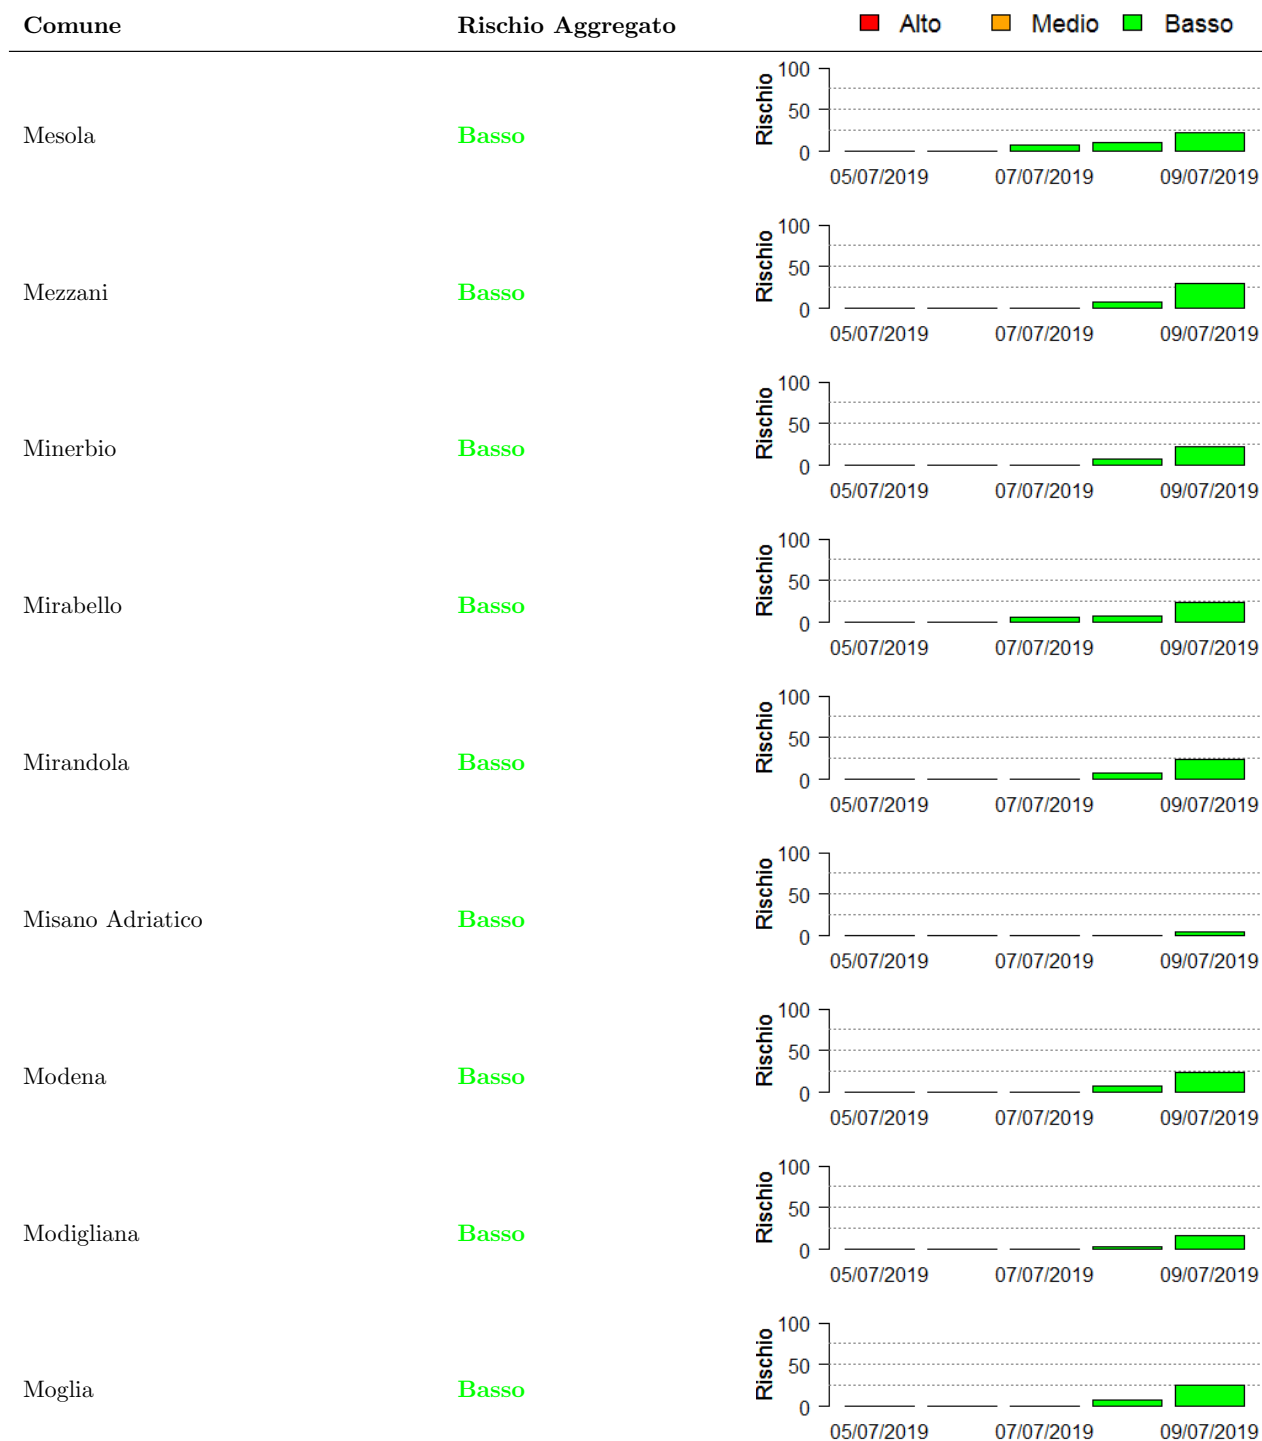 Comune Rischio Aggregato Alto Medio Basso
Mesola Basso
Rischio
100
50
0
05/07/2019 07/07/2019 09/07/2019
Mezzani Basso
Rischio
100
50
0
05/07/2019 07/07/2019 09/07/2019
Minerbio Basso
Rischio
100
50
0
05/07/2019 07/07/2019 09/07/2019
Mirabello Basso
Rischio
100
50
0
05/07/2019 07/07/2019 09/07/2019
Mirandola Basso
Rischio
100
50
0
05/07/2019 07/07/2019 09/07/2019
Misano Adriatico Basso
Rischio
100
50
0
05/07/2019 07/07/2019 09/07/2019
Modena Basso
Rischio
100
50
0
05/07/2019 07/07/2019 09/07/2019
Modigliana Basso
Rischio
100
50
0
05/07/2019 07/07/2019 09/07/2019
Moglia Basso
Rischio
100
50
0
05/07/2019 07/07/2019 09/07/2019